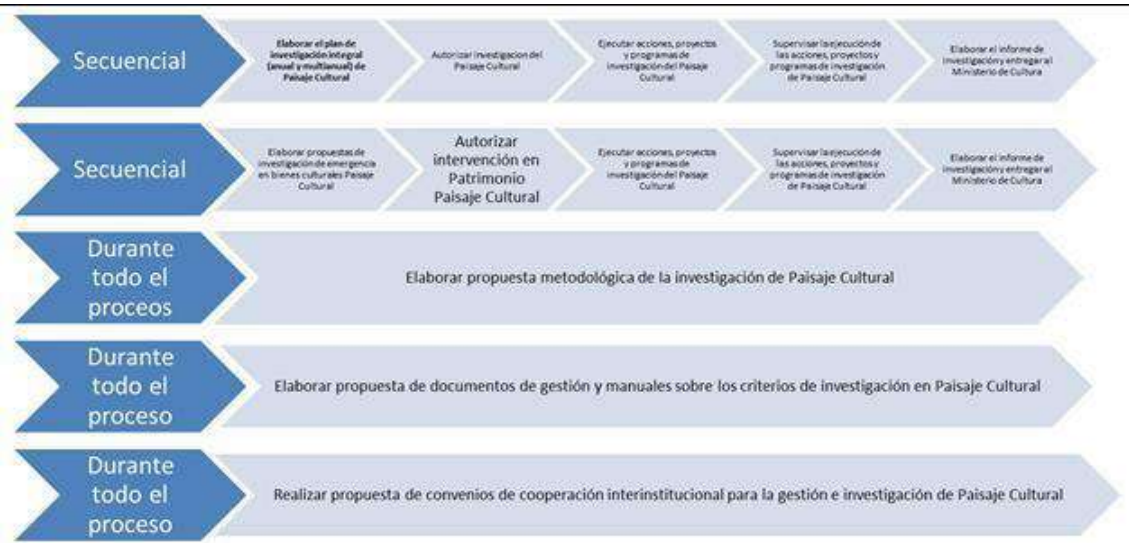 Secuencial
Elaborar el plan de
investigación integral
(anual y multianual) de
Paisaje Cultural
Autorizar investigacion del
Paisaje Cultural
Ejecutar acciones, proyectos
y programas de
investigación del Paisaje
Cultural
Supervisar la ejecución de
las acciones, proyectos y
programas de investigación
de Paisaje Cultural
Elaborar el informe de
investigación y entregar al
Ministerio de Cultura
Secuencial
Elaborar propuestas de
investigación de emergencia
en bienes culturales Paisaje
Cultural
Autorizar
intervención en
Patrimonio
Paisaje Cultural
Ejecutar acciones, proyectos
y programas de
investigación del Paisaje
Cultural
Supervisar la ejecución de
las acciones, proyectos y
programas de investigación
de Paisaje Cultural
Elaborar el informe de
investigación y entregar al
Ministerio de Cultura
Durante
todo el
proceos
Elaborar propuesta metodológica de la investigación de Paisaje Cultural
Durante
todo el
proceso
Elaborar propuesta de documentos de gestión y manuales sobre los criterios de investigación en Paisaje Cultural
Durante
todo el
proceso
Realizar propuesta de convenios de cooperación interinstitucional para la gestión e investigación de Paisaje Cultural